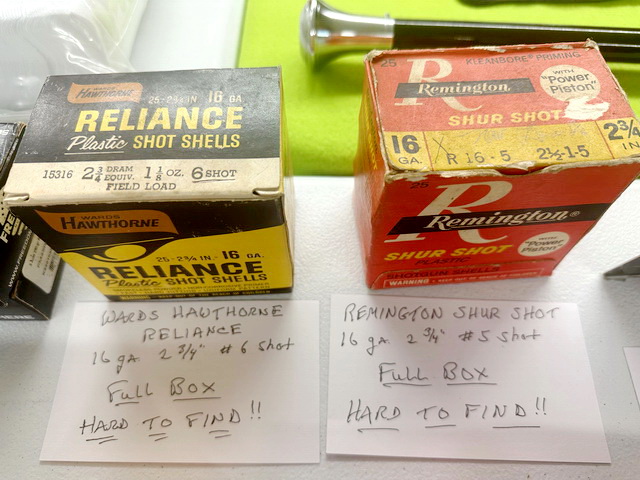 WARDS
HAWTHORNE
25-2¾ IN 16 GA
RELIANCE
Plastic SHOT SHELLS
15316 2¾ DRAM EQUIV. 1⅛ OZ. 6 SHOT
FIELD LOAD
WARDS
HAWTHORNE
25-2¾ IN.-16 GA.
RELIANCE
Plastic SHOT SHELLS
25 KLEANBORE PRIMING
R
Remington
WITH
"Power
Piston"
SHUR SHOT
16
GA.
R 16-5 2½-1-5
2¾
IN
25
R
Remington®
SHUR SHOT
"Power
Piston"
PLASTIC
SHOTGUN SHELLS
WARNING
WARDS HAWTHORNE
RELIANCE
16 ga 2 3/4" # 6 Shot
FULL BOX
HARD TO FIND!!
REMINGTON SHUR SHOT
16 ga 2 3/4" #5 Shot
FULL BOX
HARD TO FIND!!